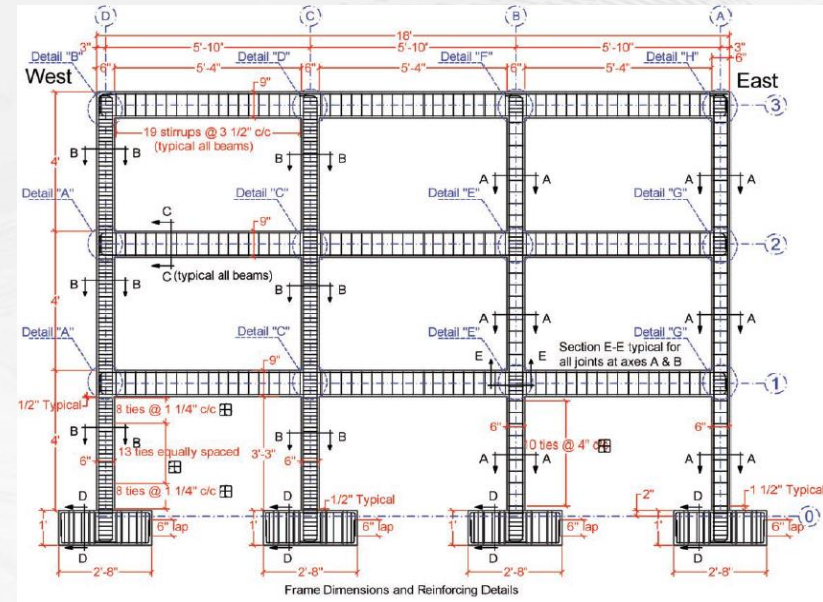 D C B A
18'
3" 5'-10" 5'-10" 5'-10" 3"
Detail "B" 6" 5'-4" Detail "D" 6" 5'-4" Detail "F" 6" 5'-4" Detail "H" 6"
West East
9"
3
19 stirrups @ 3 1/2" c/c
(typical all beams)
4'
B B B B
A A A A
Detail "A" Detail "C" Detail "E" Detail "G"
C
9"
2
C (typical all beams)
B B B B
4'
A A A A
Detail "A" Detail "C" Detail "E" Detail "G"
Section E-E typical for
all joints at axes A & B
E E
9"
1
1/2" Typical
8 ties @ 1 1/4" c/c
4'
B B B B
13 ties equally spaced
6" 3'-3" 6" 6" 6"
10 ties @ 4"
A A A A
8 ties @ 1 1/4" c/c
1/2" Typical
2"
1 1/2" Typical
D D D D
0
1' 6" lap 1' 6" lap 1' 6" lap 1' 6" lap
D D D D
2'-8" 2'-8" 2'-8" 2'-8"
Frame Dimensions and Reinforcing Details